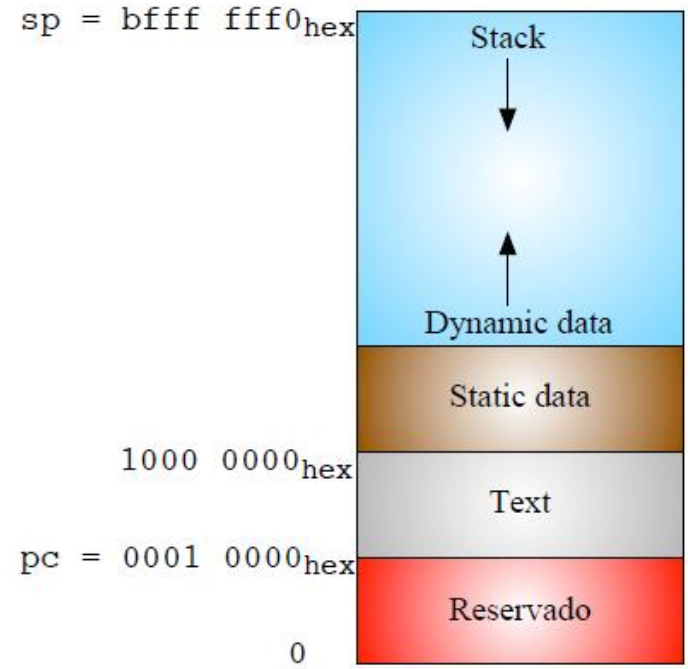 sp = bfff fff0hex
Stack
Dynamic data
Static data
1000 0000hex
Text
pc = 0001 0000hex
Reservado
0